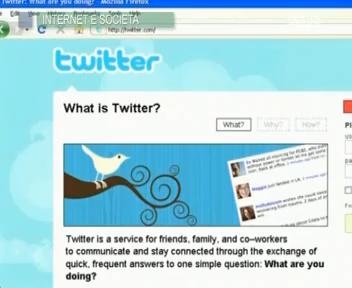 Twitter: What are you doing? - Mozilla Firefox
INTERNET E SOCIETÀ
http://twitter.com/
twitter
What is Twitter?
What? Why? How?
Twitter is a service for friends, family, and co–workers
to communicate and stay connected through the exchange of
quick, frequent answers to one simple question: What are you
doing?